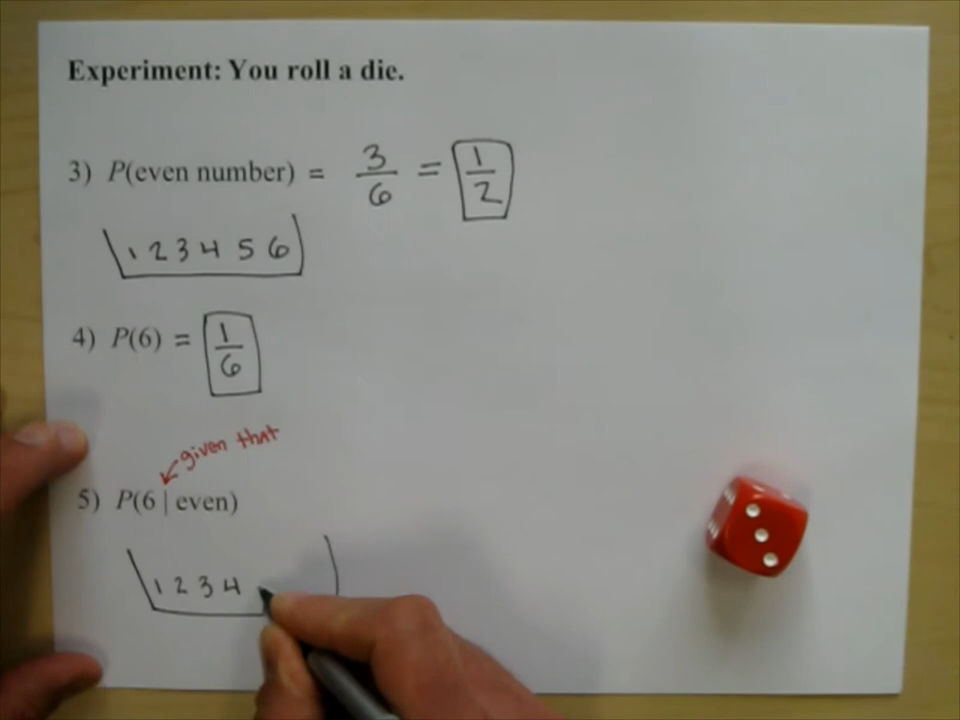 Experiment: You roll a die.
3) P(even number) = 3/6 = 1/2
1 2 3 4 5 6
4) P(6) = 1/6
given that
5) P(6 | even)
1 2 3 4